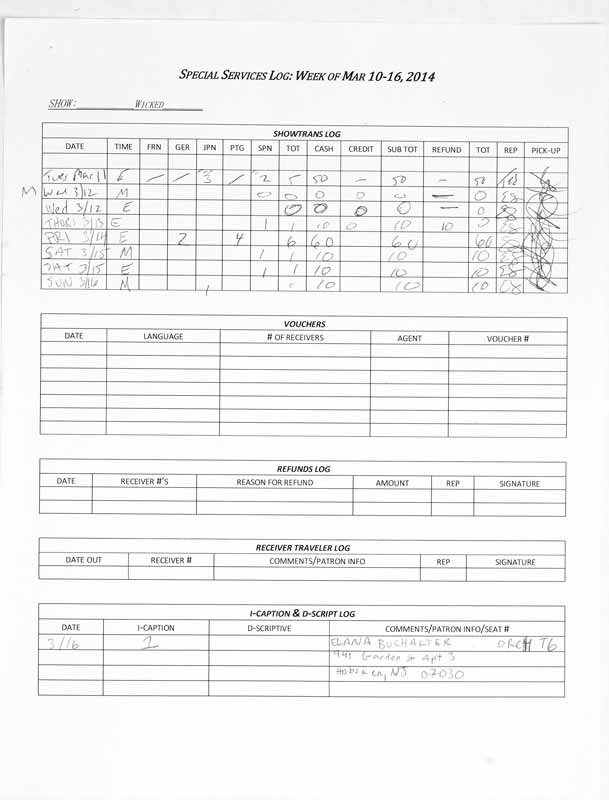 SPECIAL SERVICES LOG: WEEK OF MAR 10-16, 2014
SHOW: WICKED
SHOWTRANS LOG
DATE TIME FRN GER JPN PTG SPN TOT CASH CREDIT SUB TOT REFUND TOT REP PICK-UP
Tues Mar 11 E / / 3 / 2 5 50 – 50 – 50
M Wed 3/12 M 0 0 0 0 0 – 0 EB
Wed 3/12 E 0 0 0 0 – 0 EB
THURS 3/13 E 1 1 10 0 10 10 0 EB
FRI 3/14 E 2 4 6 60 60 60 EB
SAT 3/15 M 1 1 10 10 10 EB
SAT 3/15 E 1 1 10 10 10 EB
SUN 3/16 M 1 1 10 10 10 EB
VOUCHERS
DATE LANGUAGE # OF RECEIVERS AGENT VOUCHER #
REFUNDS LOG
DATE RECEIVER #'S REASON FOR REFUND AMOUNT REP SIGNATURE
RECEIVER TRAVELER LOG
DATE OUT RECEIVER # COMMENTS/PATRON INFO REP SIGNATURE
I-CAPTION & D-SCRIPT LOG
DATE I-CAPTION D-SCRIPTIVE COMMENTS/PATRON INFO/SEAT #
3/16 1 ELANA BUCHALTER ORCH T6
941 Garden st Apt 3
Hoboken, NJ 07030